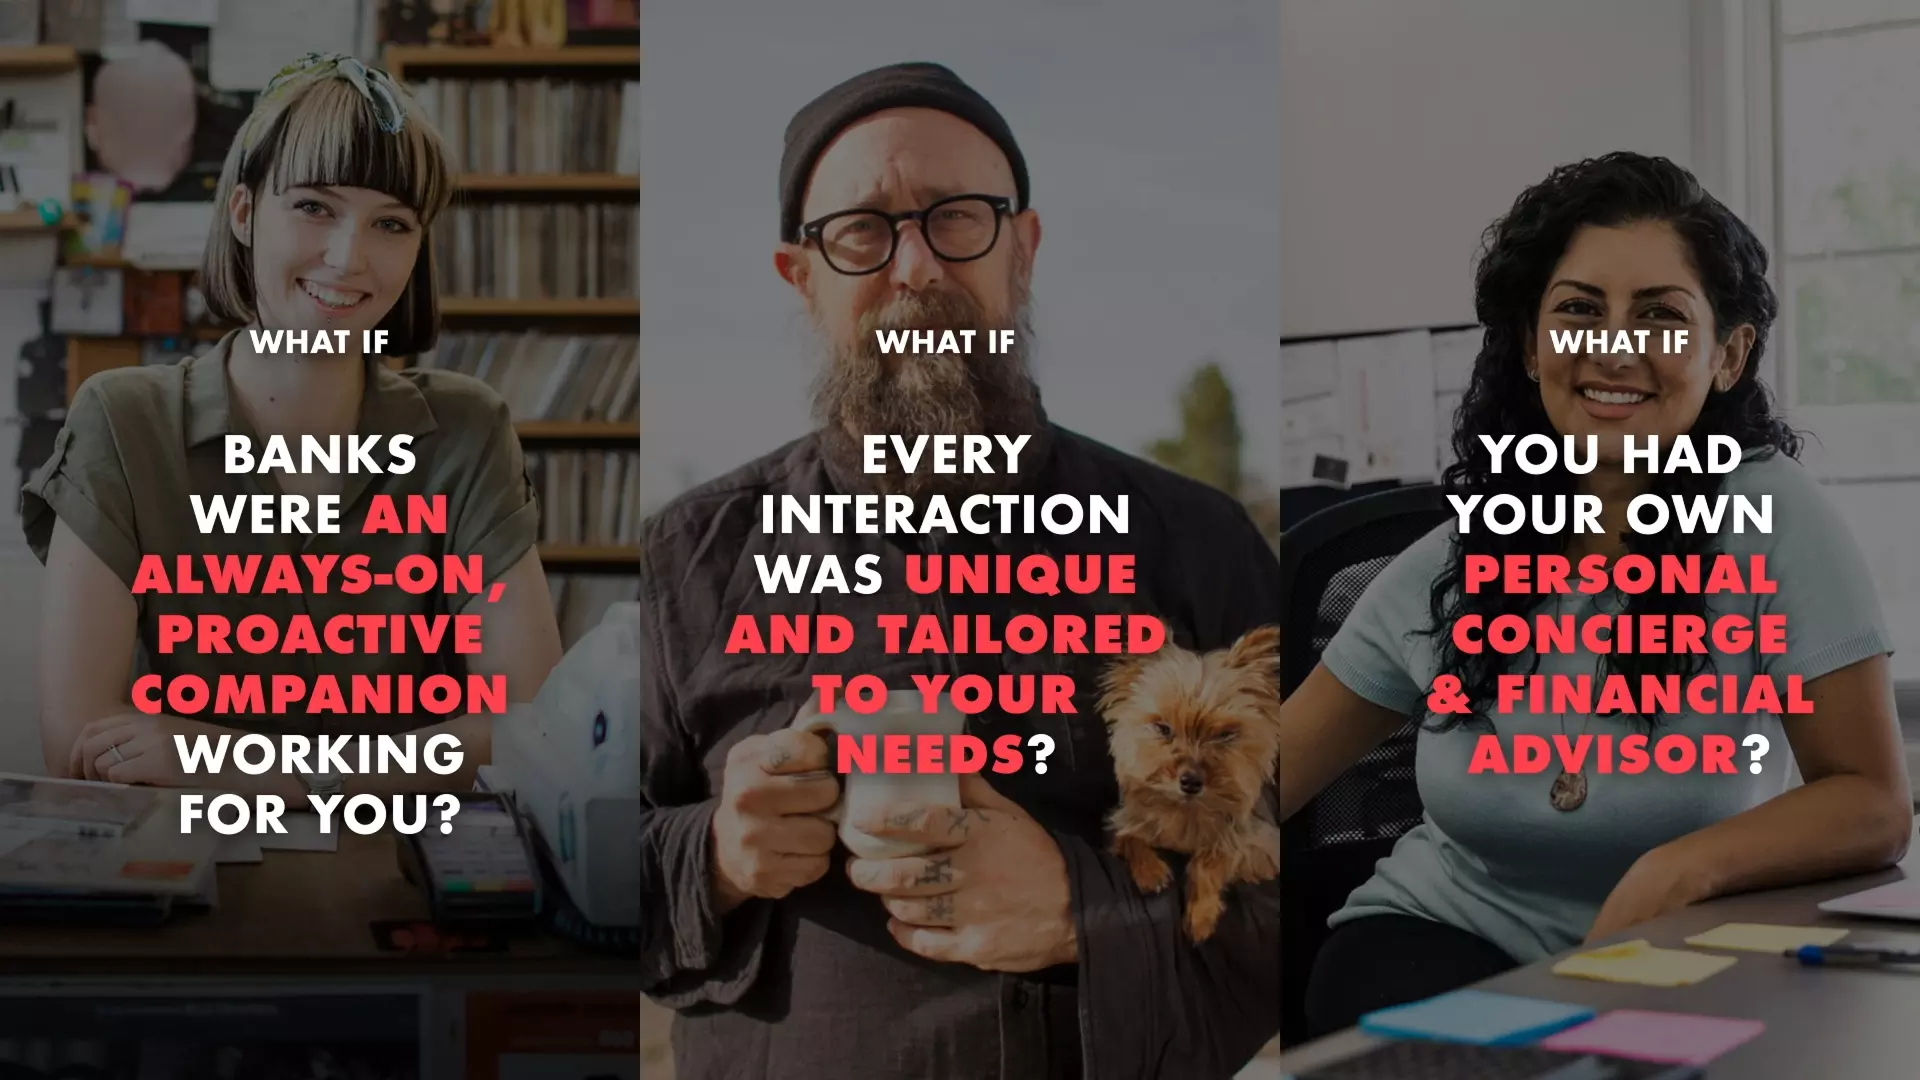 WHAT IF
BANKS
WERE AN
ALWAYS-ON,
PROACTIVE
COMPANION
WORKING
FOR YOU?
WHAT IF
EVERY
INTERACTION
WAS UNIQUE
AND TAILORED
TO YOUR
NEEDS?
WHAT IF
YOU HAD
YOUR OWN
PERSONAL
CONCIERGE
& FINANCIAL
ADVISOR?